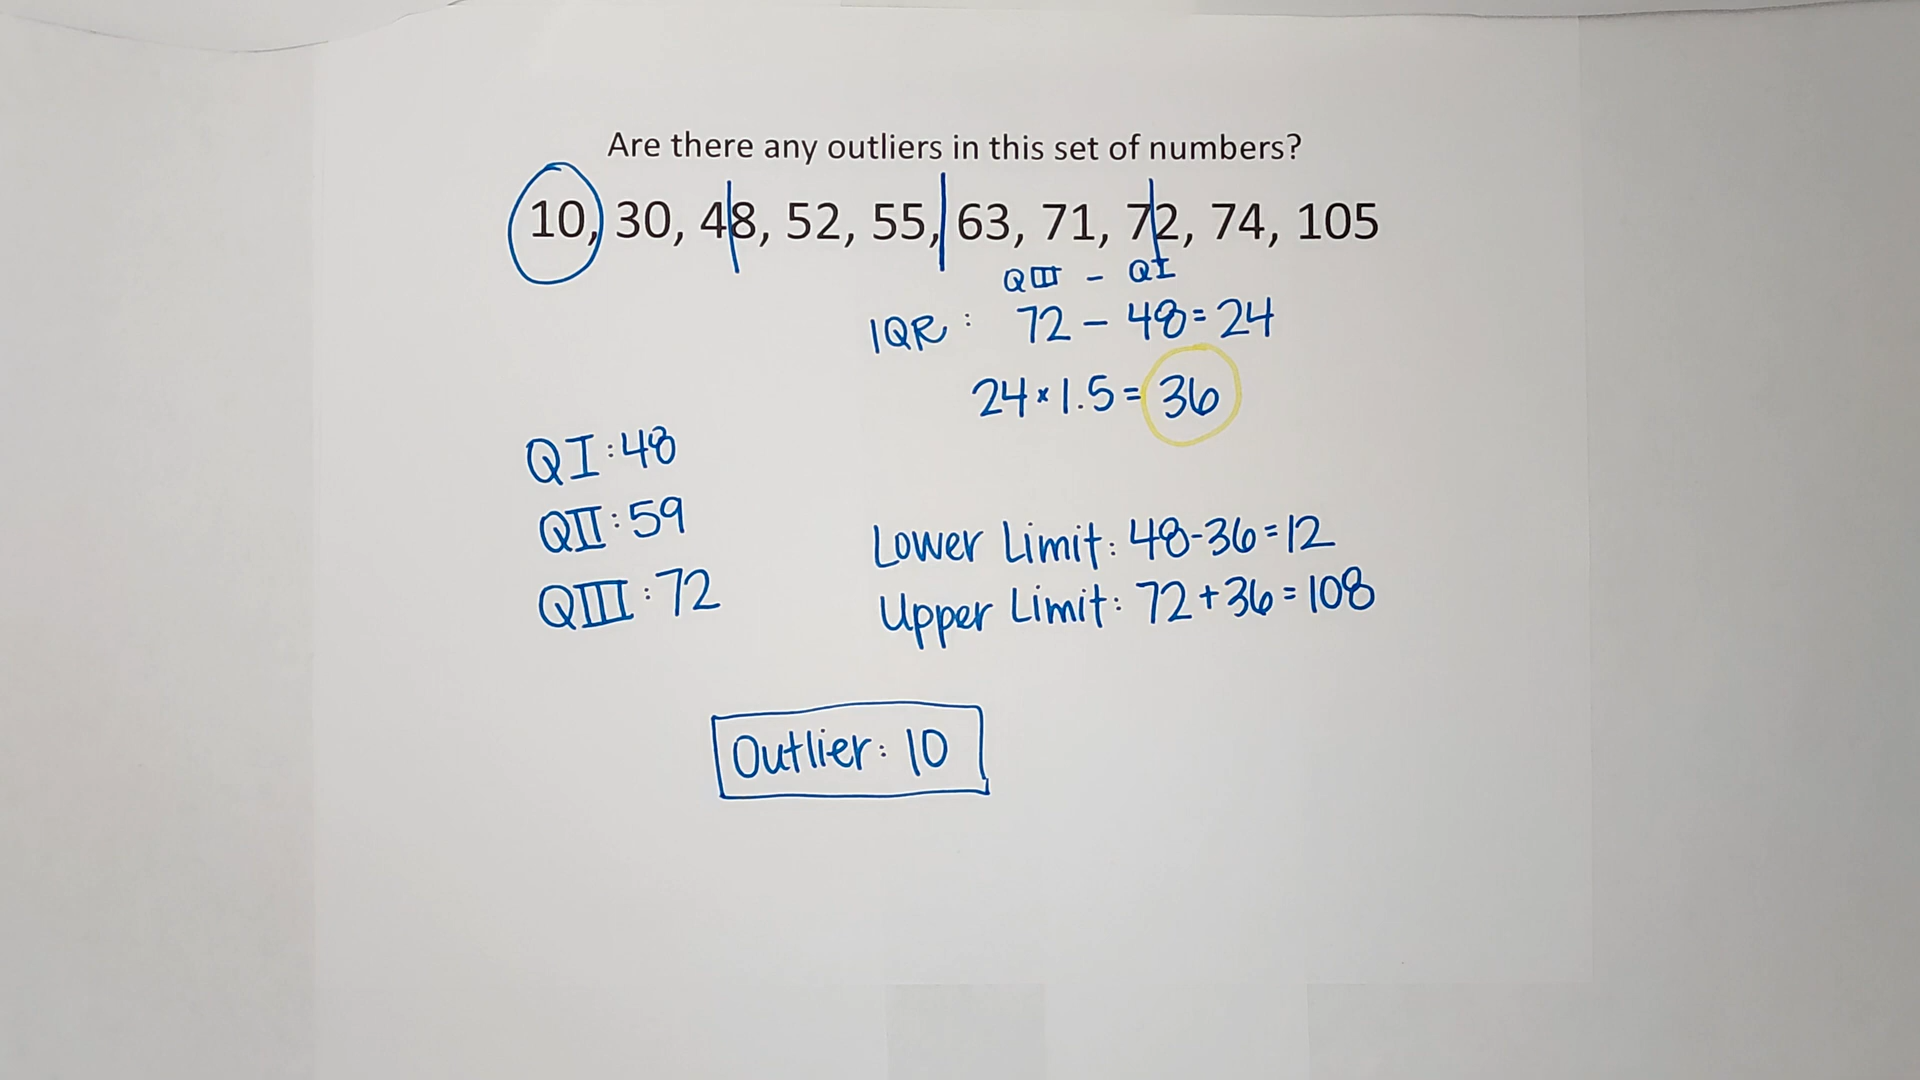 Are there any outliers in this set of numbers?
10, 30, 48, 52, 55, 63, 71, 72, 74, 105
QIII - QI
IQR: 72 - 48 = 24
24 × 1.5 = 36
QI: 48
QII: 59
QIII: 72
Lower Limit: 48-36=12
Upper Limit: 72+36=108
Outlier: 10